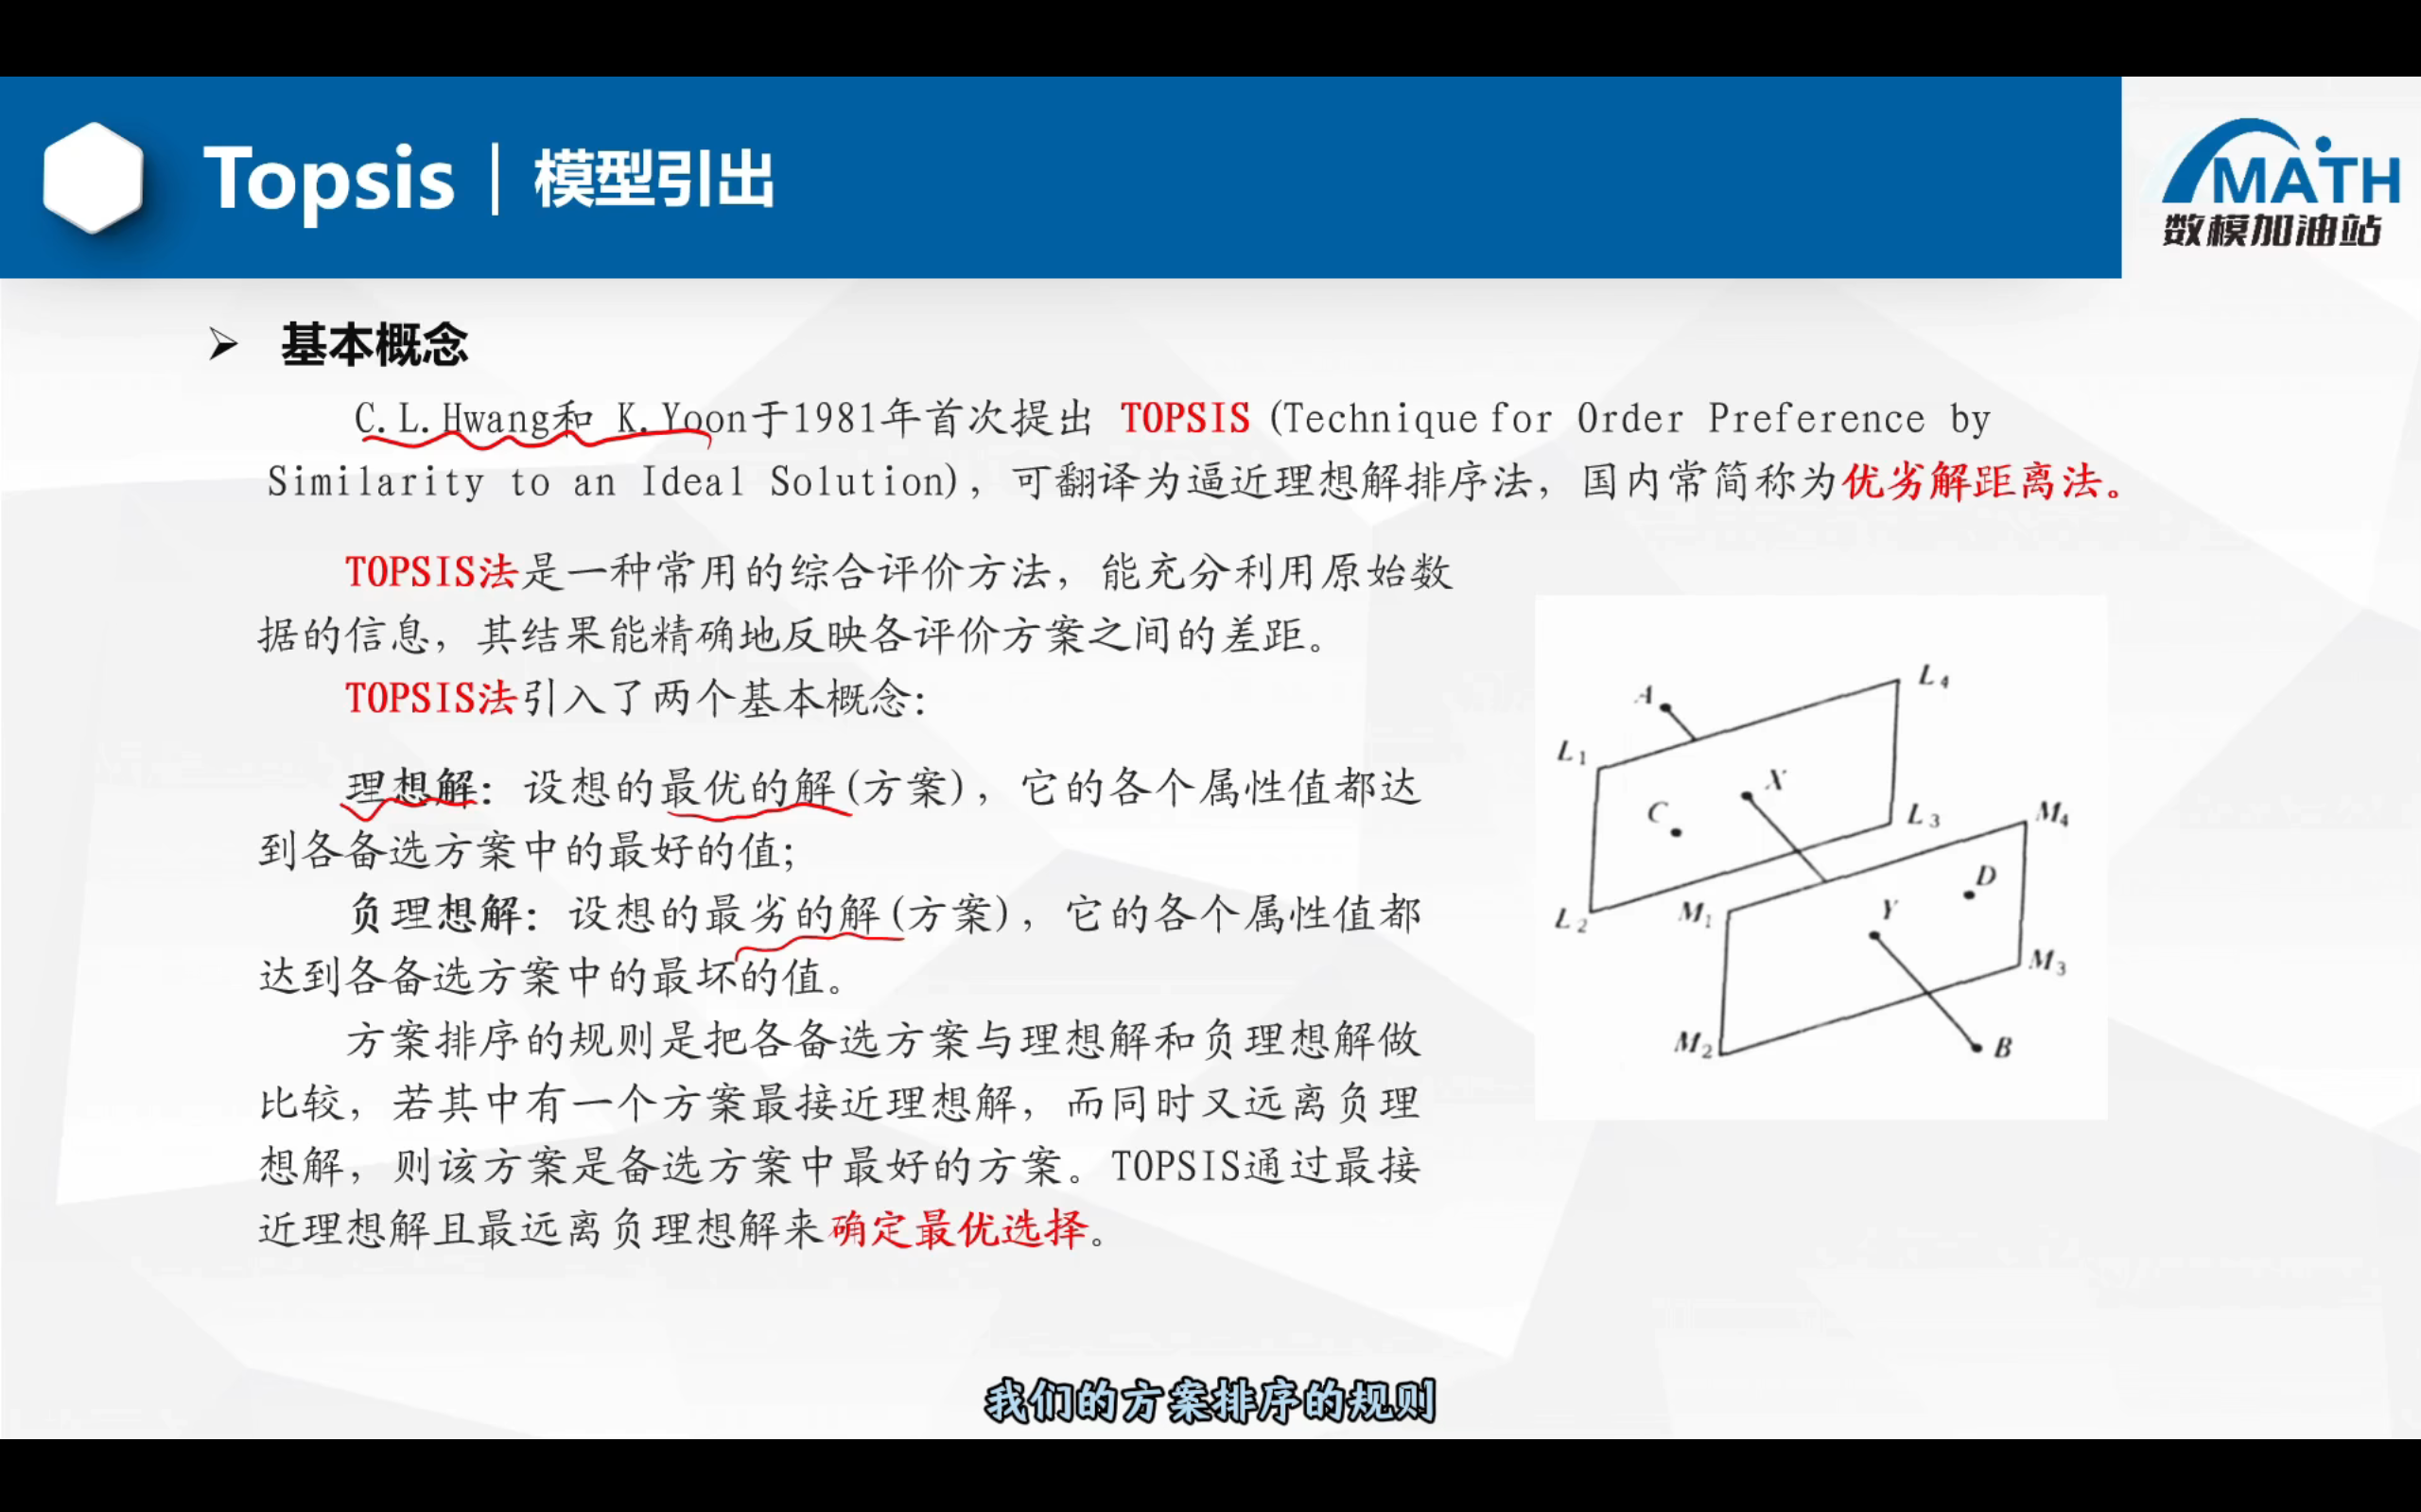 Topsis | 模型引出
MATH
数模加油站
➢ 基本概念
C.L.Hwang和 K.Yoon于1981年首次提出 TOPSIS (Technique for Order Preference by
Similarity to an Ideal Solution)，可翻译为逼近理想解排序法，国内常简称为优劣解距离法。
TOPSIS法是一种常用的综合评价方法，能充分利用原始数
据的信息，其结果能精确地反映各评价方案之间的差距。
TOPSIS法引入了两个基本概念：
理想解：设想的最优的解(方案)，它的各个属性值都达
到各备选方案中的最好的值；
负理想解：设想的最劣的解(方案)，它的各个属性值都
达到各备选方案中的最坏的值。
方案排序的规则是把各备选方案与理想解和负理想解做
比较，若其中有一个方案最接近理想解，而同时又远离负理
想解，则该方案是备选方案中最好的方案。TOPSIS通过最接
近理想解且最远离负理想解来确定最优选择。
A
L4
L1
X
C
L3
M4
D
L2
M1
Y
M3
M2
B
我们的方案排序的规则